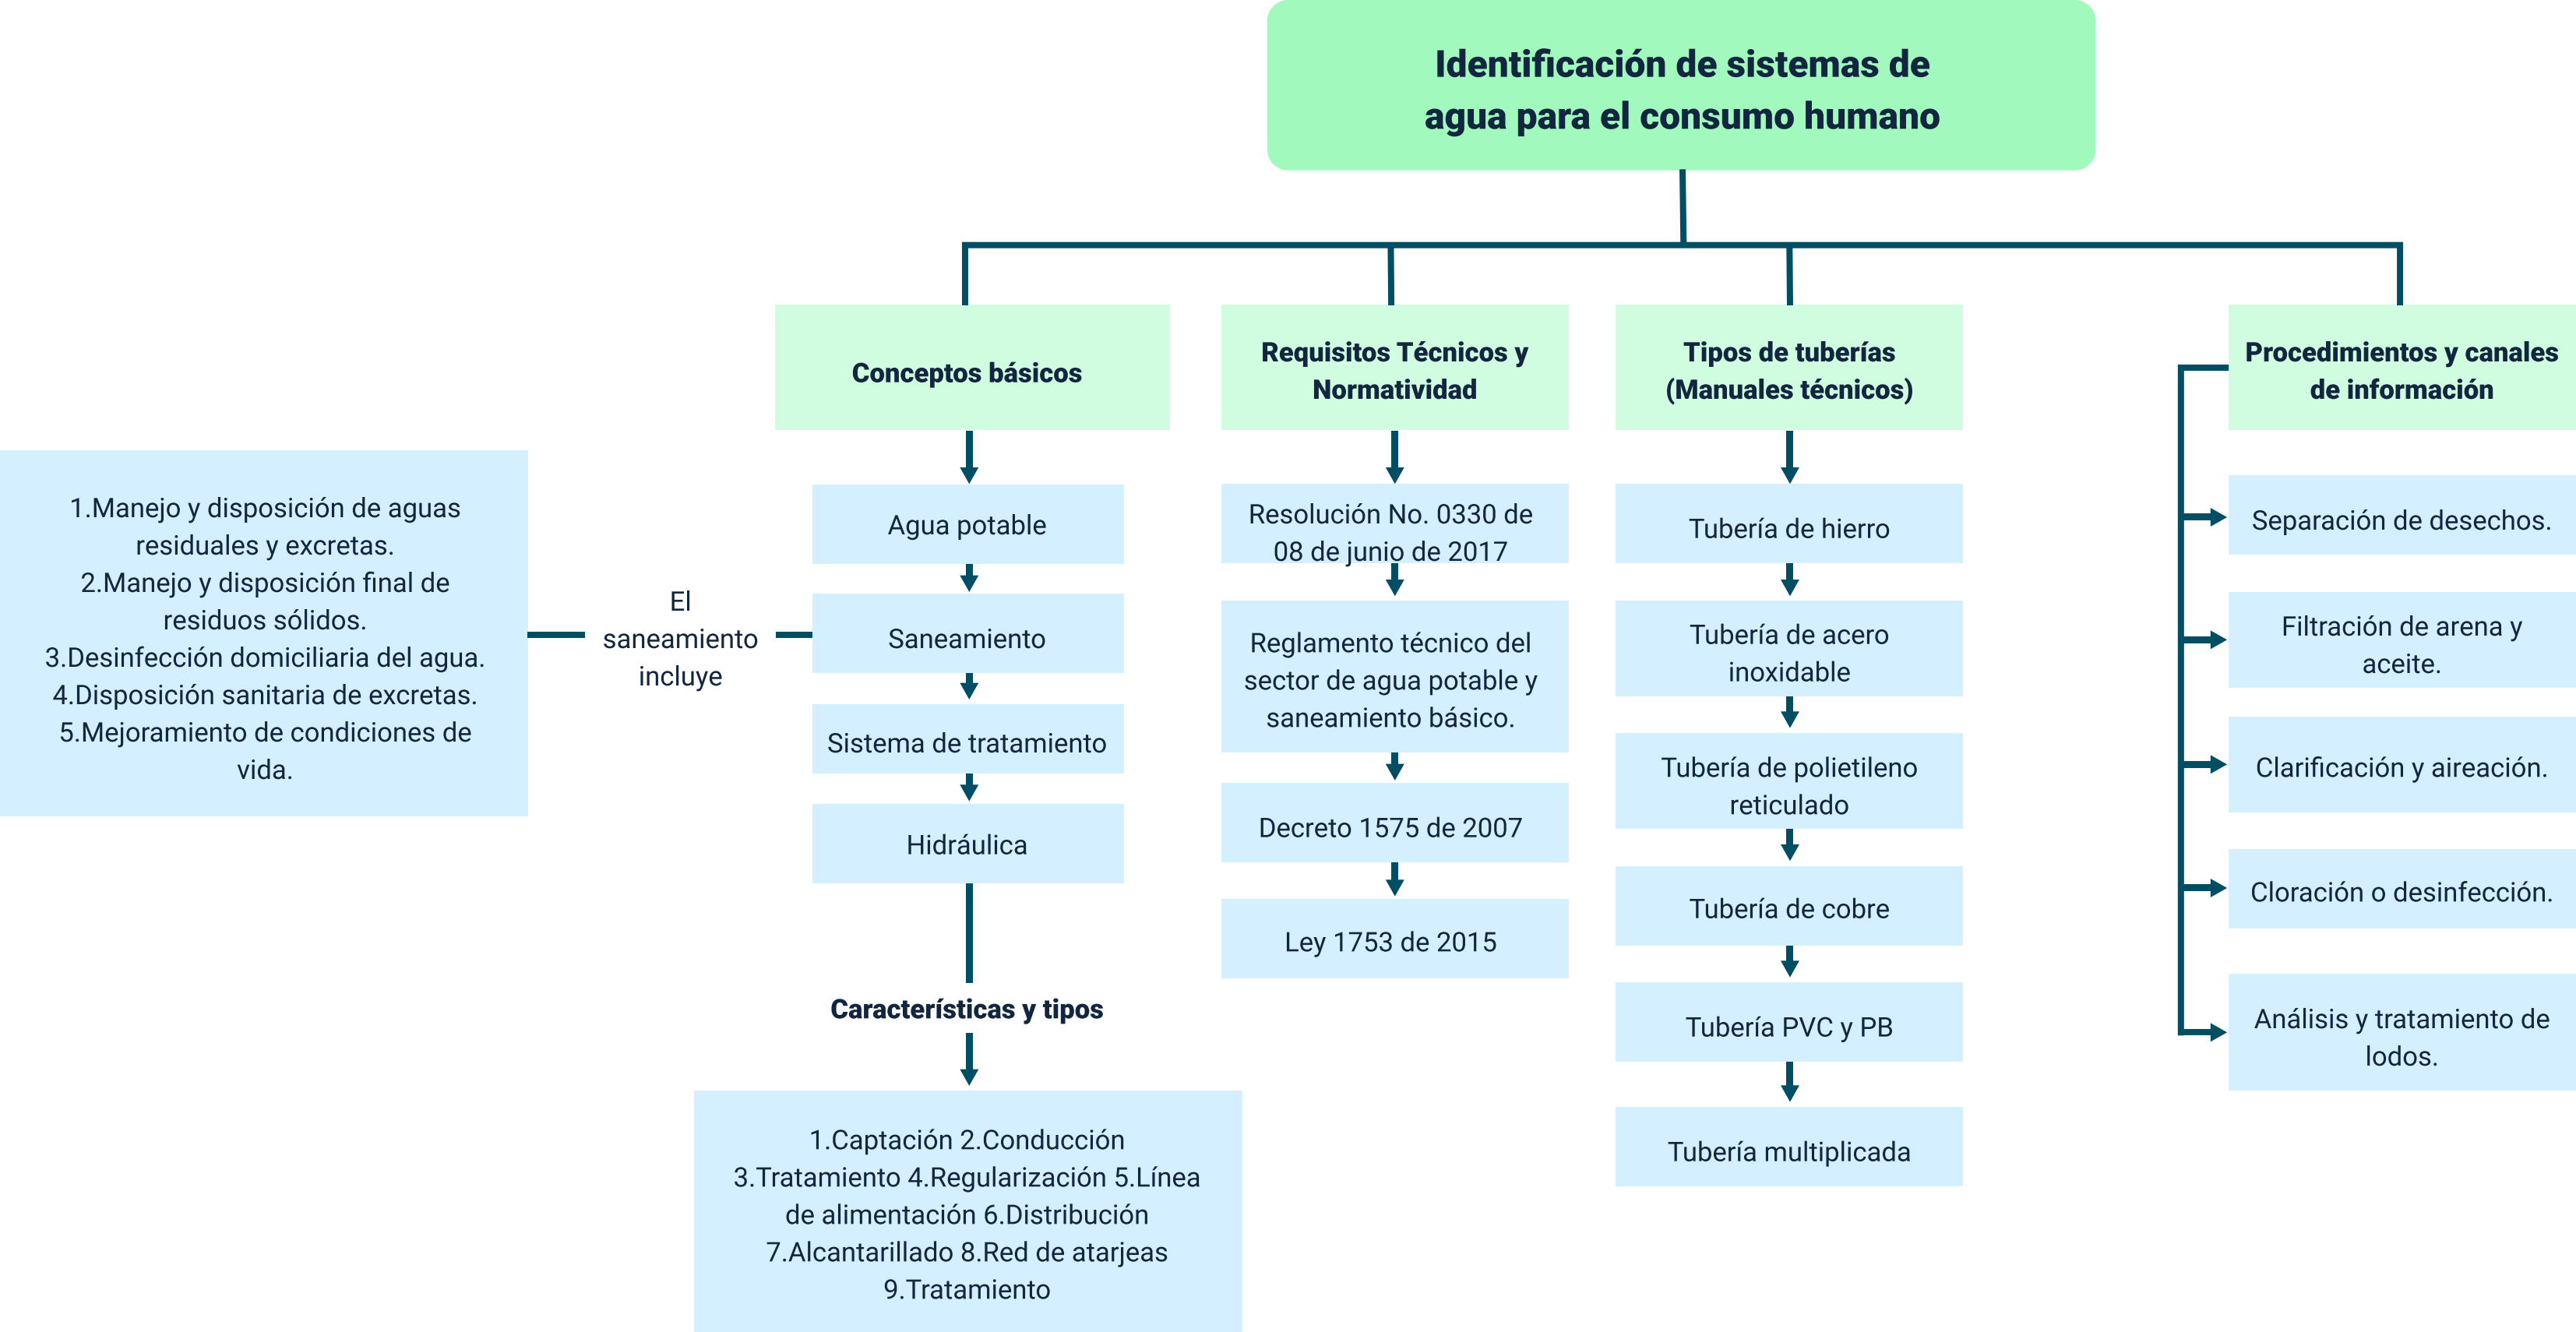 Identificación de sistemas de
agua para el consumo humano
Conceptos básicos
Requisitos Técnicos y
Normatividad
Tipos de tuberías
(Manuales técnicos)
Procedimientos y canales
de información
1.Manejo y disposición de aguas
residuales y excretas.
2.Manejo y disposición final de
residuos sólidos.
3.Desinfección domiciliaria del agua.
4.Disposición sanitaria de excretas.
5.Mejoramiento de condiciones de
vida.
El
saneamiento
incluye
Agua potable
Saneamiento
Sistema de tratamiento
Hidráulica
Características y tipos
1.Captación 2.Conducción
3.Tratamiento 4.Regularización 5.Línea
de alimentación 6.Distribución
7.Alcantarillado 8.Red de atarjeas
9.Tratamiento
Resolución No. 0330 de
08 de junio de 2017
Reglamento técnico del
sector de agua potable y
saneamiento básico.
Decreto 1575 de 2007
Ley 1753 de 2015
Tubería de hierro
Tubería de acero
inoxidable
Tubería de polietileno
reticulado
Tubería de cobre
Tubería PVC y PB
Tubería multiplicada
Separación de desechos.
Filtración de arena y
aceite.
Clarificación y aireación.
Cloración o desinfección.
Análisis y tratamiento de
lodos.